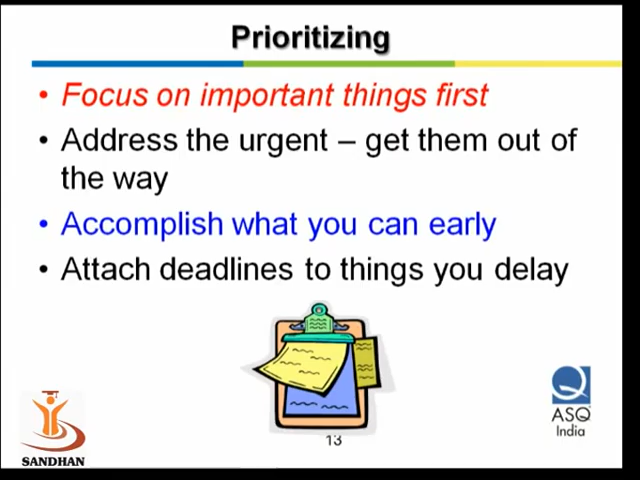 Prioritizing
• Focus on important things first
• Address the urgent – get them out of
the way
• Accomplish what you can early
• Attach deadlines to things you delay
13
SANDHAN
ASQ
India